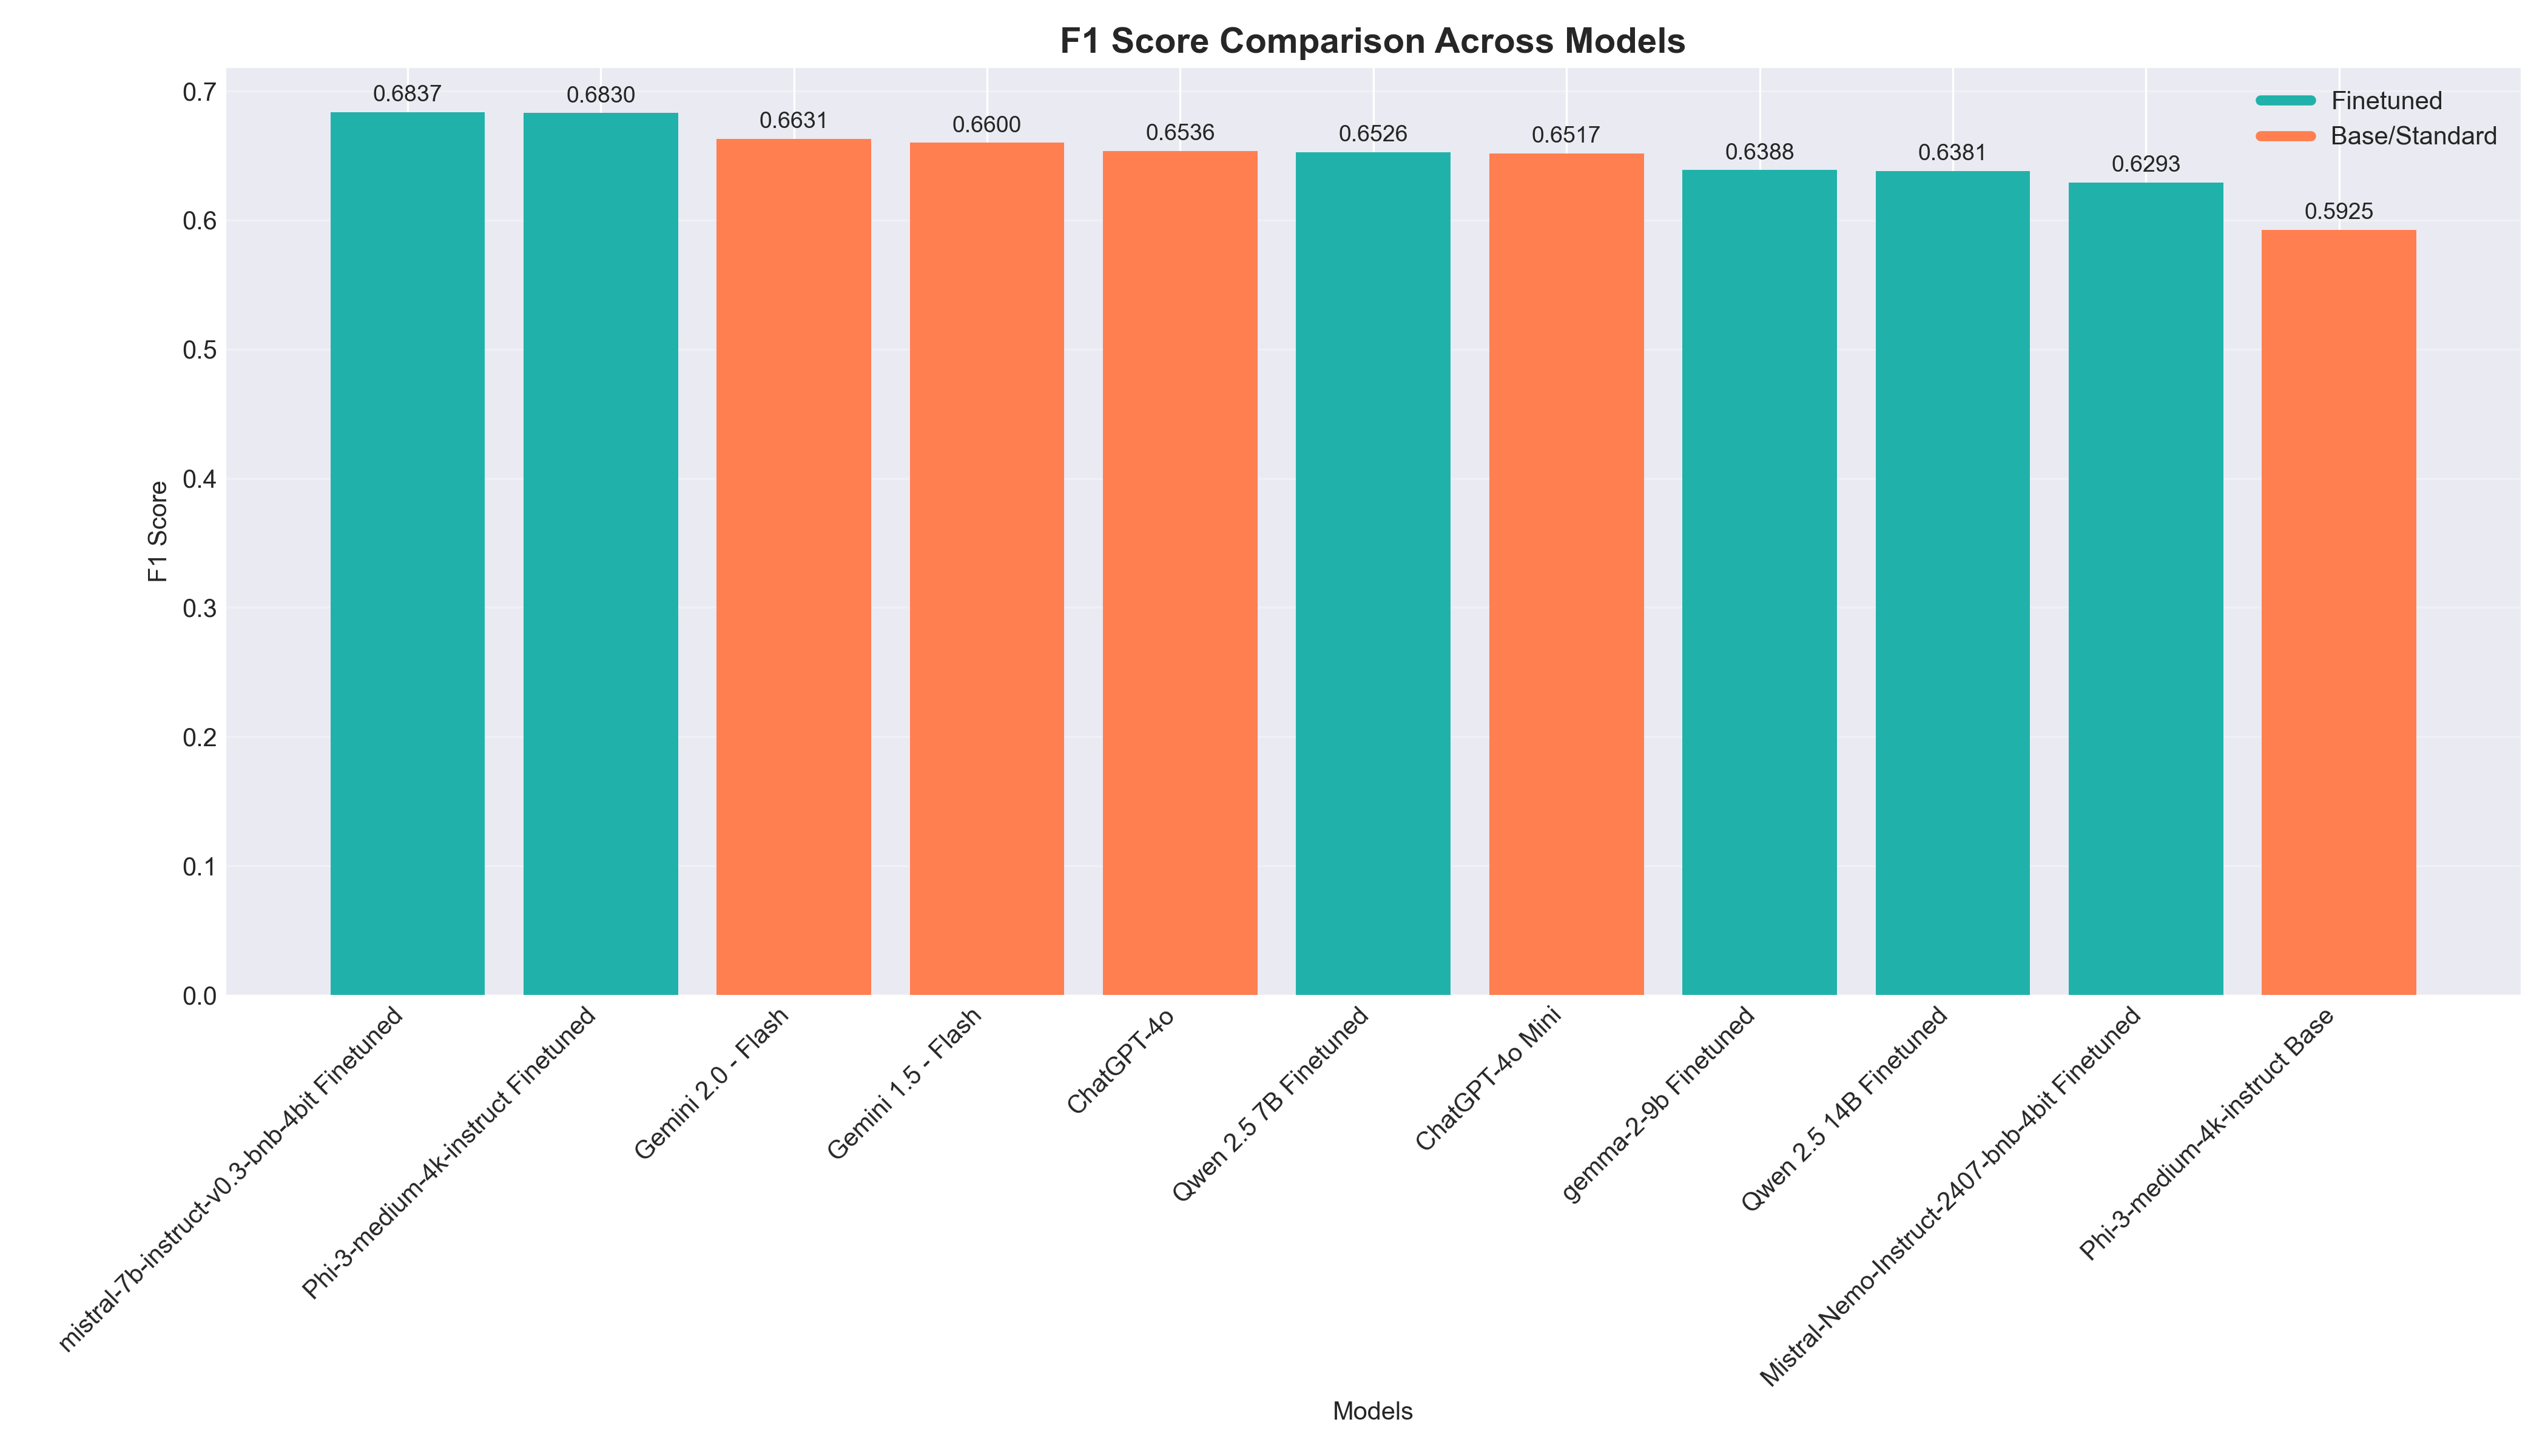 F1 Score Comparison Across Models
Finetuned
Base/Standard
F1 Score
0.7
0.6
0.5
0.4
0.3
0.2
0.1
0.0
0.6837
0.6830
0.6631
0.6600
0.6536
0.6526
0.6517
0.6388
0.6381
0.6293
0.5925
mistral-7b-instruct-v0.3-bnb-4bit Finetuned
Phi-3-medium-4k-instruct Finetuned
Gemini 2.0 - Flash
Gemini 1.5 - Flash
ChatGPT-4o
Qwen 2.5 7B Finetuned
ChatGPT-4o Mini
gemma-2-9b Finetuned
Qwen 2.5 14B Finetuned
Mistral-Nemo-Instruct-2407-bnb-4bit Finetuned
Phi-3-medium-4k-instruct Base
Models